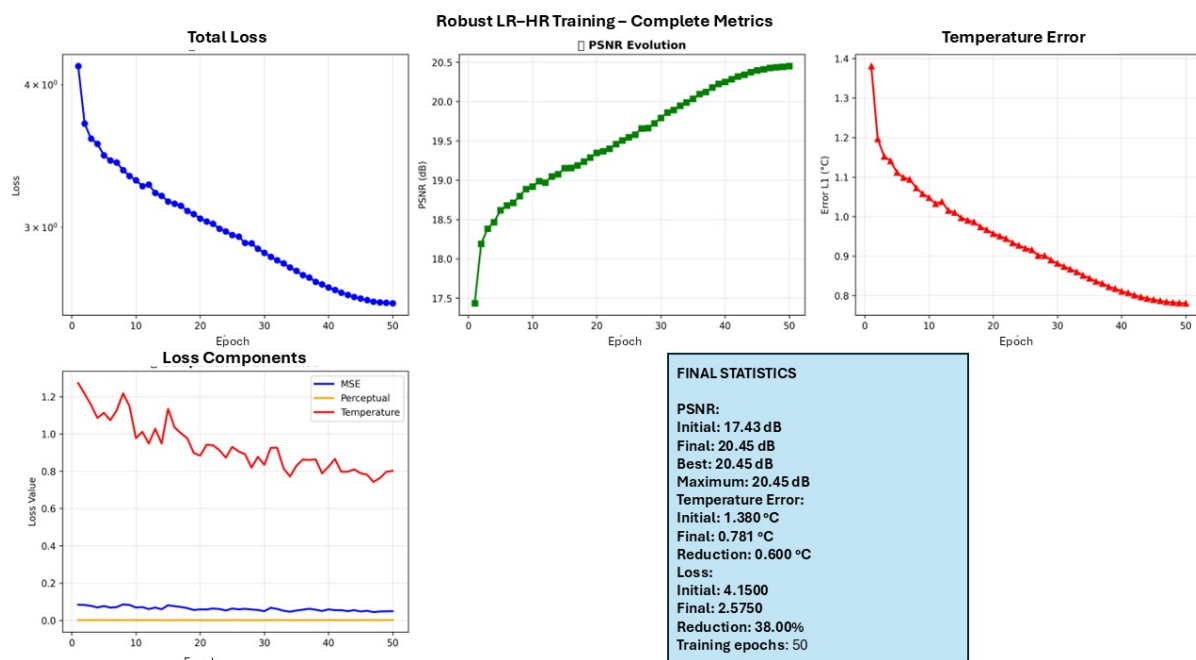 Robust LR–HR Training – Complete Metrics
Total Loss
4 × 10⁰
3 × 10⁰
Loss
0 10 20 30 40 50
Epoch
PSNR Evolution
20.5
20.0
19.5
19.0
18.5
18.0
17.5
PSNR (dB)
0 10 20 30 40 50
Epoch
Temperature Error
1.4
1.3
1.2
1.1
1.0
0.9
0.8
Error L1 (°C)
0 10 20 30 40 50
Epoch
Loss Components
MSE
Perceptual
Temperature
1.2
1.0
0.8
0.6
0.4
0.2
0.0
Loss Value
0 10 20 30 40 50
FINAL STATISTICS
PSNR:
Initial: 17.43 dB
Final: 20.45 dB
Best: 20.45 dB
Maximum: 20.45 dB
Temperature Error:
Initial: 1.380 °C
Final: 0.781 °C
Reduction: 0.600 °C
Loss:
Initial: 4.1500
Final: 2.5750
Reduction: 38.00%
Training epochs: 50